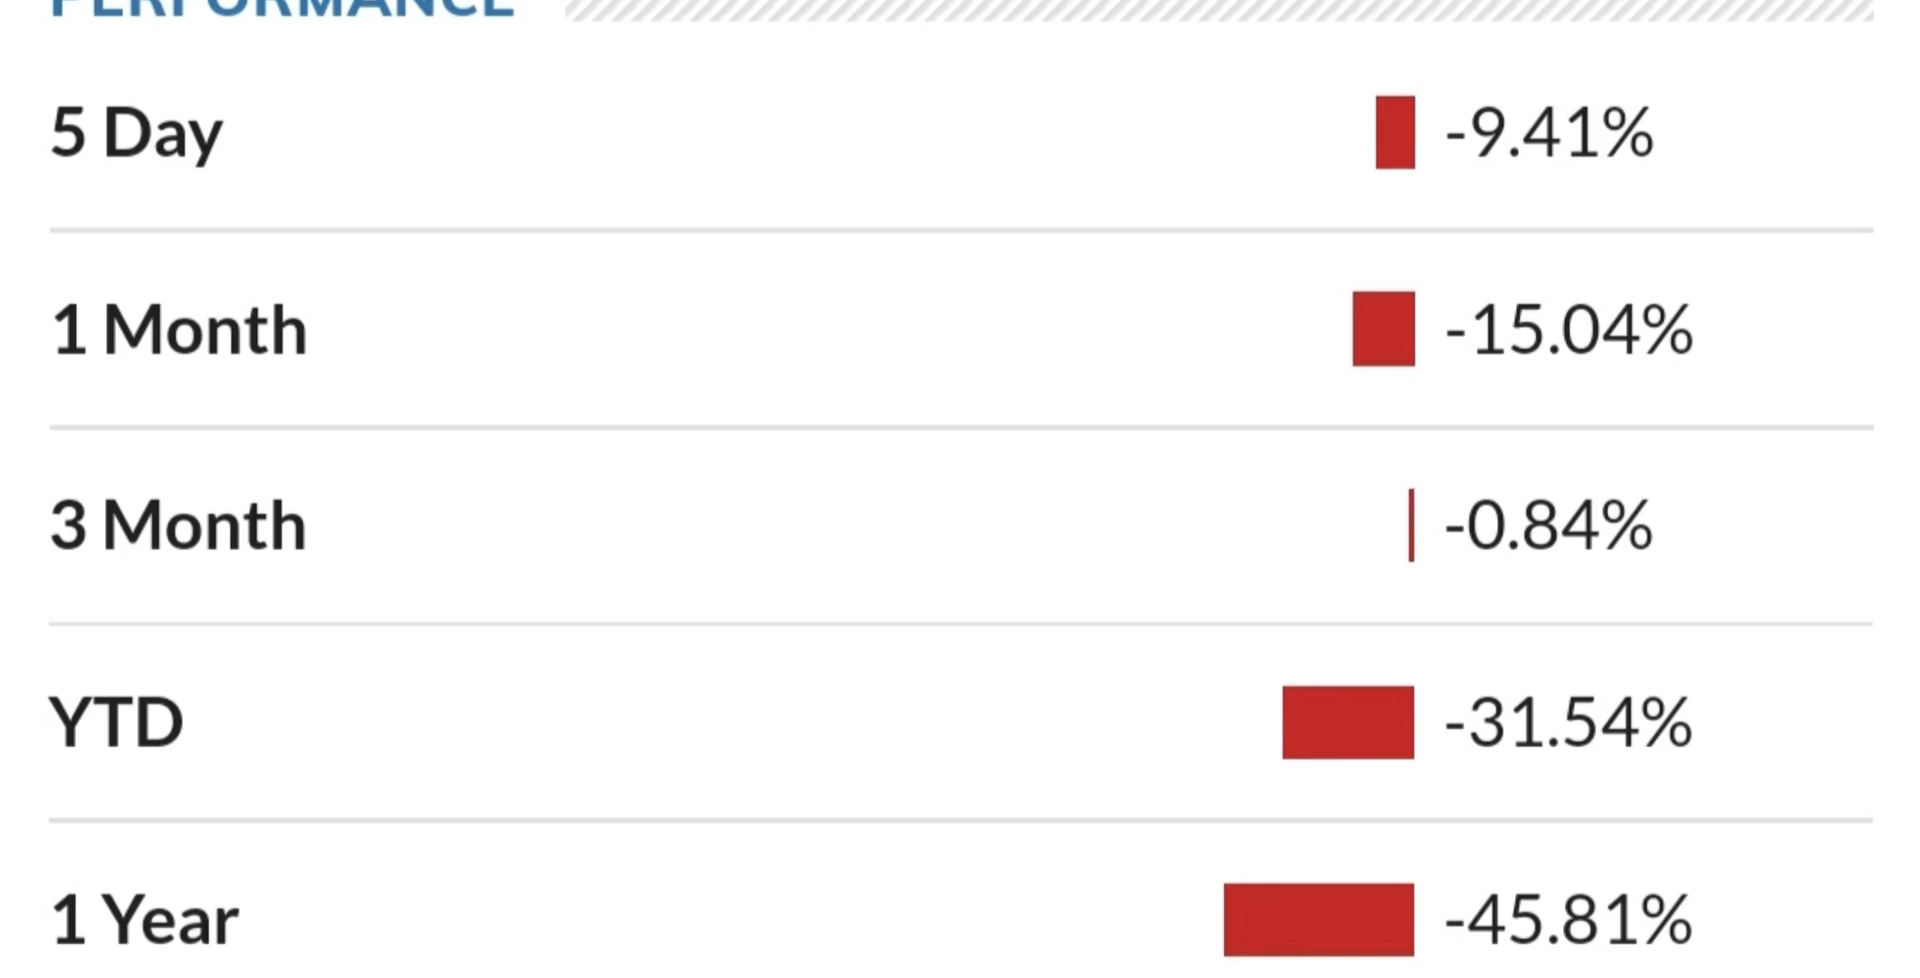 PERFORMANCE
5 Day -9.41%
1 Month -15.04%
3 Month -0.84%
YTD -31.54%
1 Year -45.81%